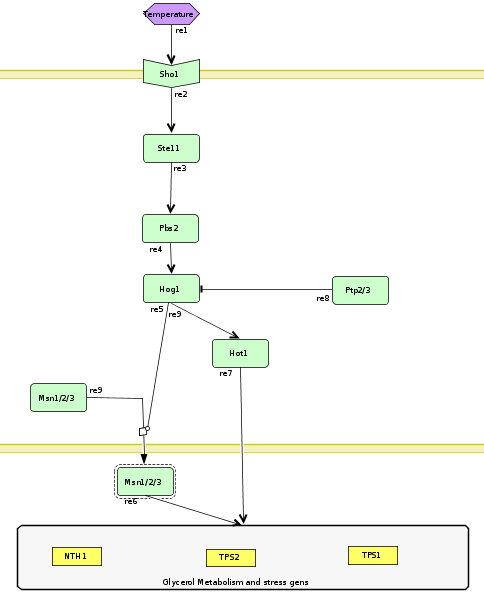 Temperature
re1
Sho1
re2
Ste11
re3
Pbs2
re4
Hog1
Ptp2/3
re8
re5
re9
Hot1
re7
Msn1/2/3
re9
Msn1/2/3
re6
NTH1
TPS2
TPS1
Glycerol Metabolism and stress gens